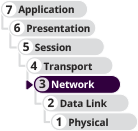 7 Application
6 Presentation
5 Session
4 Transport
3 Network
2 Data Link
1 Physical